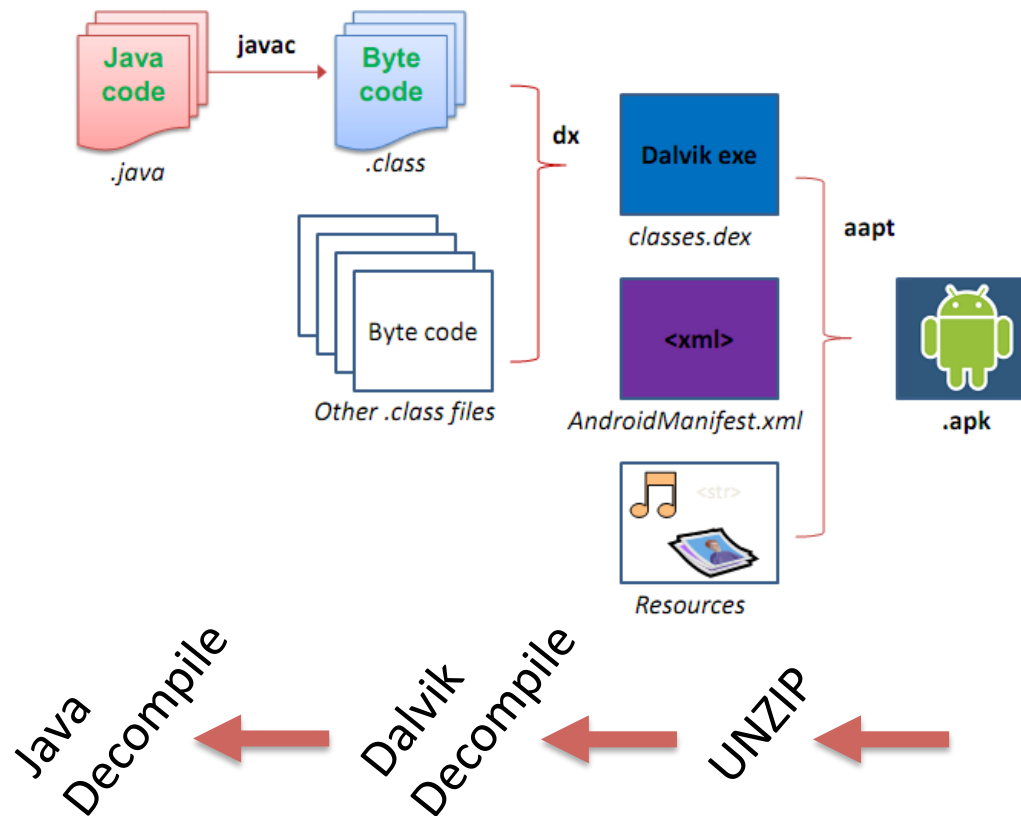 Java
code
.java
javac
Byte
code
.class
dx
Byte code
Other .class files
Dalvik exe
classes.dex
aapt
<xml>
AndroidManifest.xml
.apk
<str>
Resources
Java
Decompile
Dalvik
Decompile
UNZIP